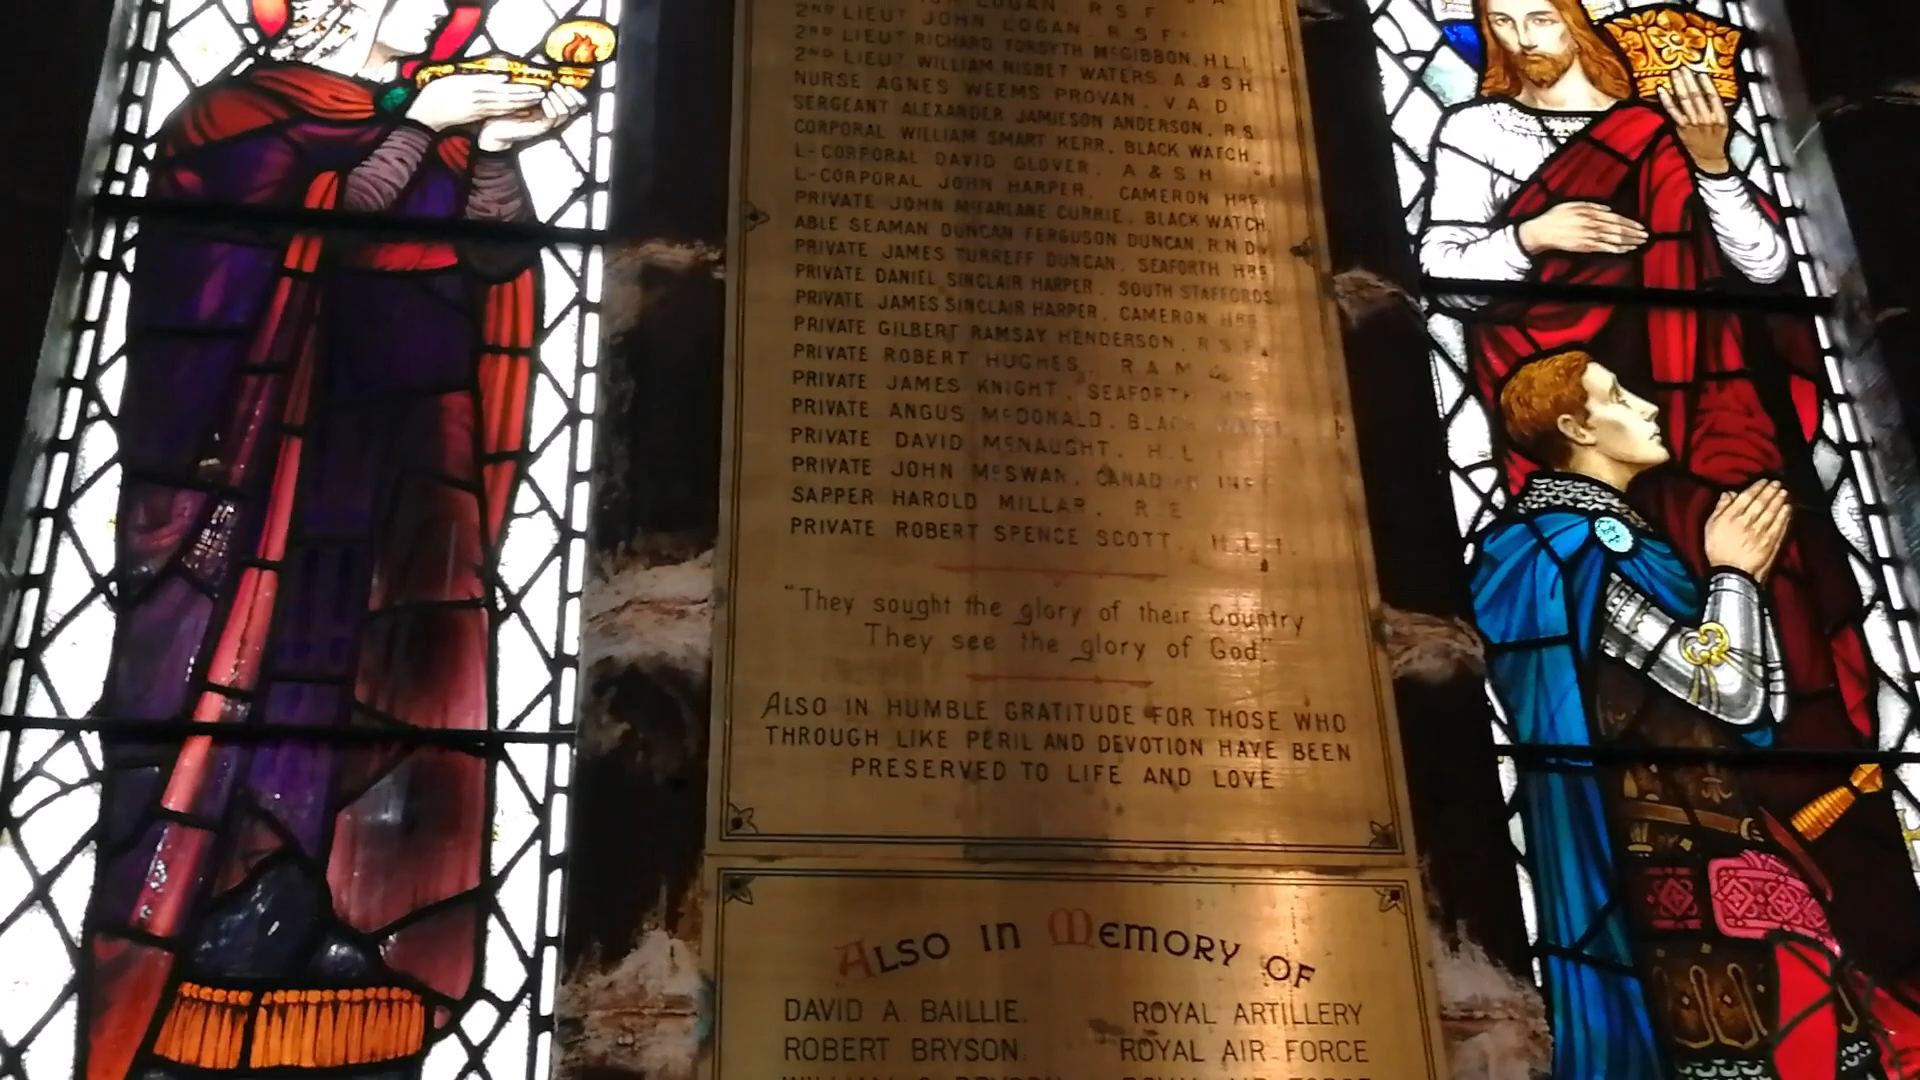 LOGAN, R S F
2ND LIEUT JOHN LOGAN, R.S.F.
2ND LIEUT RICHARD FORSYTH McGIBBON, H.L.I.
2ND LIEUT WILLIAM NISBET WATERS, A & S H
NURSE AGNES WEEMS PROVAN, V.A.D.
SERGEANT ALEXANDER JAMIESON ANDERSON, R.S.
CORPORAL WILLIAM SMART KERR, BLACK WATCH.
L-CORPORAL DAVID GLOVER, A & S H
L-CORPORAL JOHN HARPER, CAMERON HRS
PRIVATE JOHN McFARLANE CURRIE, BLACK WATCH.
ABLE SEAMAN DUNCAN FERGUSON DUNCAN, R.N.D.
PRIVATE JAMES TURREFF DUNCAN, SEAFORTH HRS
PRIVATE DANIEL SINCLAIR HARPER, SOUTH STAFFORDS
PRIVATE JAMES SINCLAIR HARPER, CAMERON HRS
PRIVATE GILBERT RAMSAY HENDERSON, R.S.F.
PRIVATE ROBERT HUGHES, R A M C
PRIVATE JAMES KNIGHT, SEAFORTH HRS
PRIVATE ANGUS McDONALD, BLACK WATCH.
PRIVATE DAVID McNAUGHT, H.L.I.
PRIVATE JOHN McSWAN, CANADIAN INF
SAPPER HAROLD MILLAR, R E
PRIVATE ROBERT SPENCE SCOTT, H.L.I.
"They sought the glory of their Country
They see the glory of God."
ALSO IN HUMBLE GRATITUDE FOR THOSE WHO
THROUGH LIKE PERIL AND DEVOTION HAVE BEEN
PRESERVED TO LIFE AND LOVE
ALSO IN MEMORY OF
DAVID A. BAILLIE. ROYAL ARTILLERY
ROBERT BRYSON. ROYAL AIR FORCE